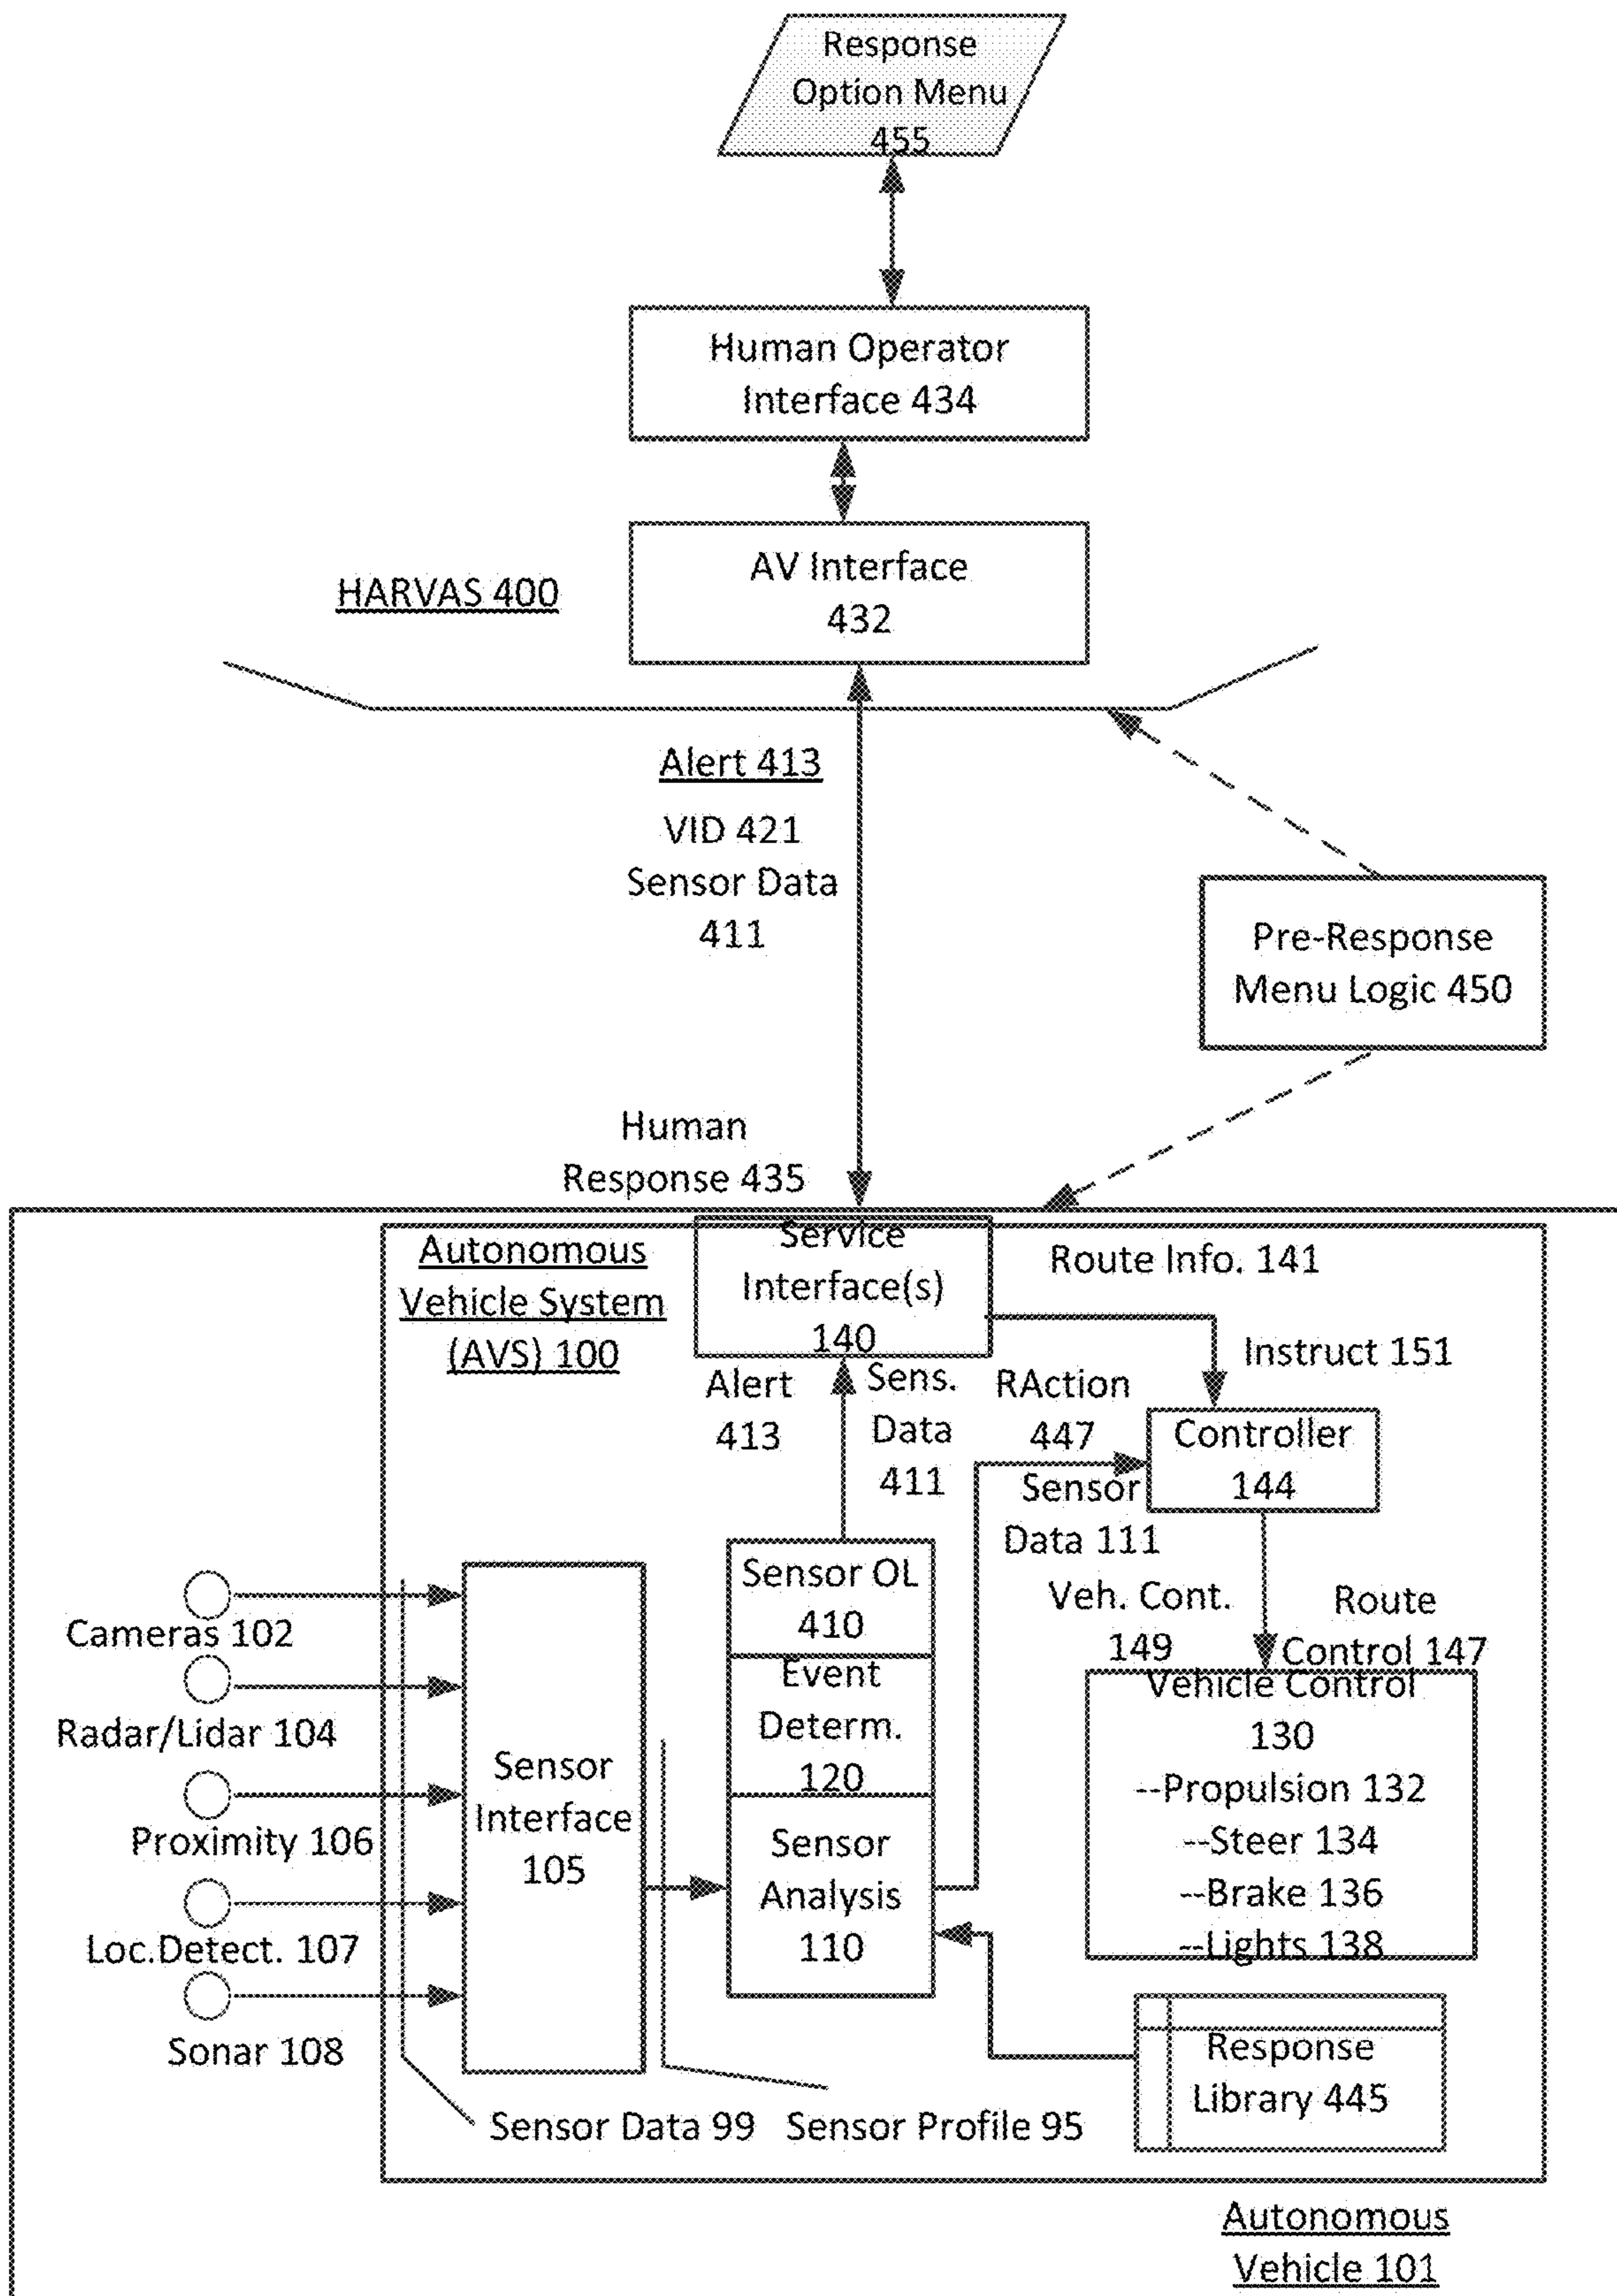 Response
Option Menu
455
Human Operator
Interface 434
AV Interface
432
HARVAS 400
Alert 413
VID 421
Sensor Data
411
Pre-Response
Menu Logic 450
Human
Response 435
Autonomous
Vehicle System
(AVS) 100
Service
Interface(s)
140
Route Info. 141
Instruct 151
Alert
413
Sens.
Data
411
RAction
447
Sensor
Data 111
Controller
144
Veh. Cont.
149
Route
Control 147
Sensor OL
410
Event
Determ.
120
Sensor
Analysis
110
Vehicle Control
130
--Propulsion 132
--Steer 134
--Brake 136
--Lights 138
Cameras 102
Radar/Lidar 104
Proximity 106
Loc.Detect. 107
Sonar 108
Sensor
Interface
105
Response
Library 445
Sensor Data 99
Sensor Profile 95
Autonomous
Vehicle 101